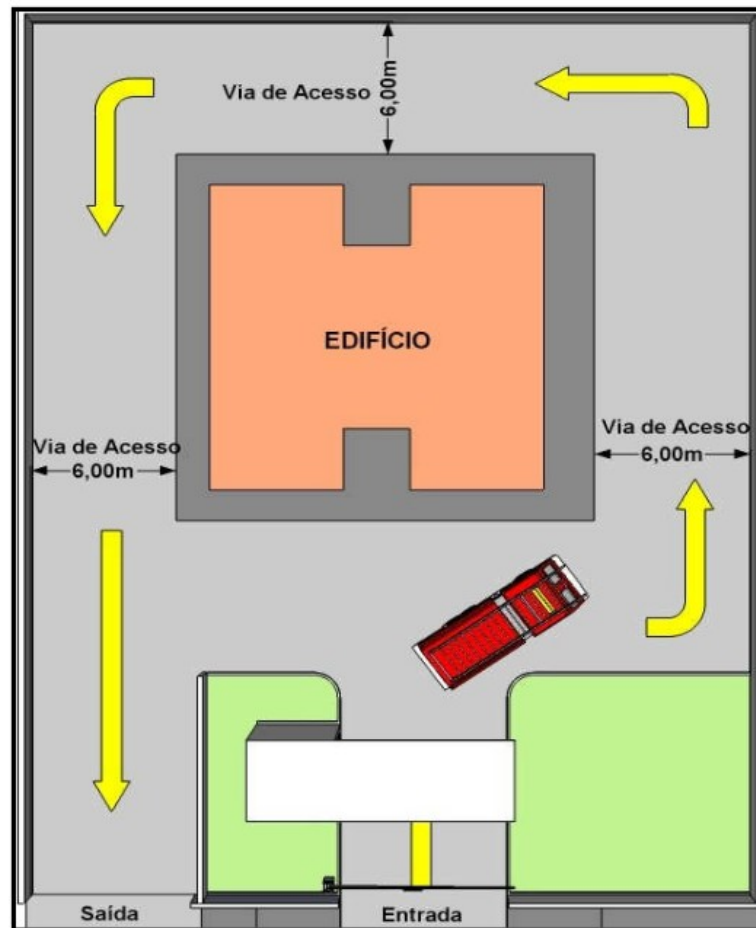 Via de Acesso
6,00m
EDIFÍCIO
Via de Acesso
6,00m
Via de Acesso
6,00m
Saída
Entrada